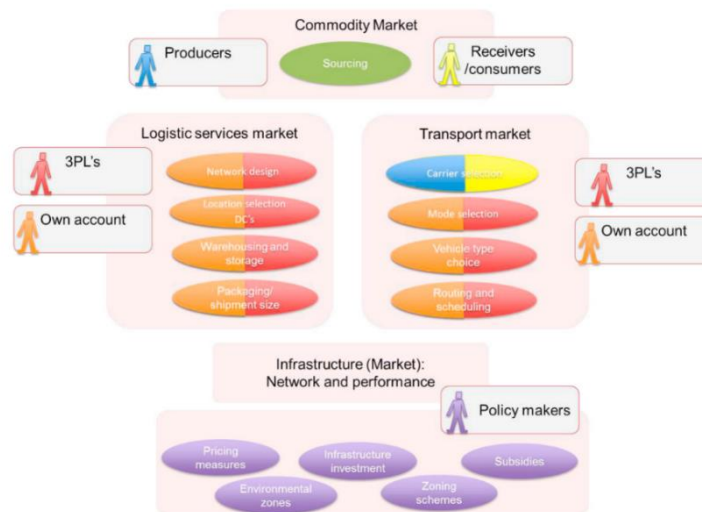 Commodity Market
Producers
Sourcing
Receivers
/consumers
Logistic services market
3PL's
Own account
Network design
Location selection
DC's
Warehousing and
storage
Packaging/
shipment size
Transport market
Carrier selection
Mode selection
Vehicle type
choice
Routing and
scheduling
3PL's
Own account
Infrastructure (Market):
Network and performance
Policy makers
Pricing
measures
Infrastructure
investment
Subsidies
Environmental
zones
Zoning
schemes